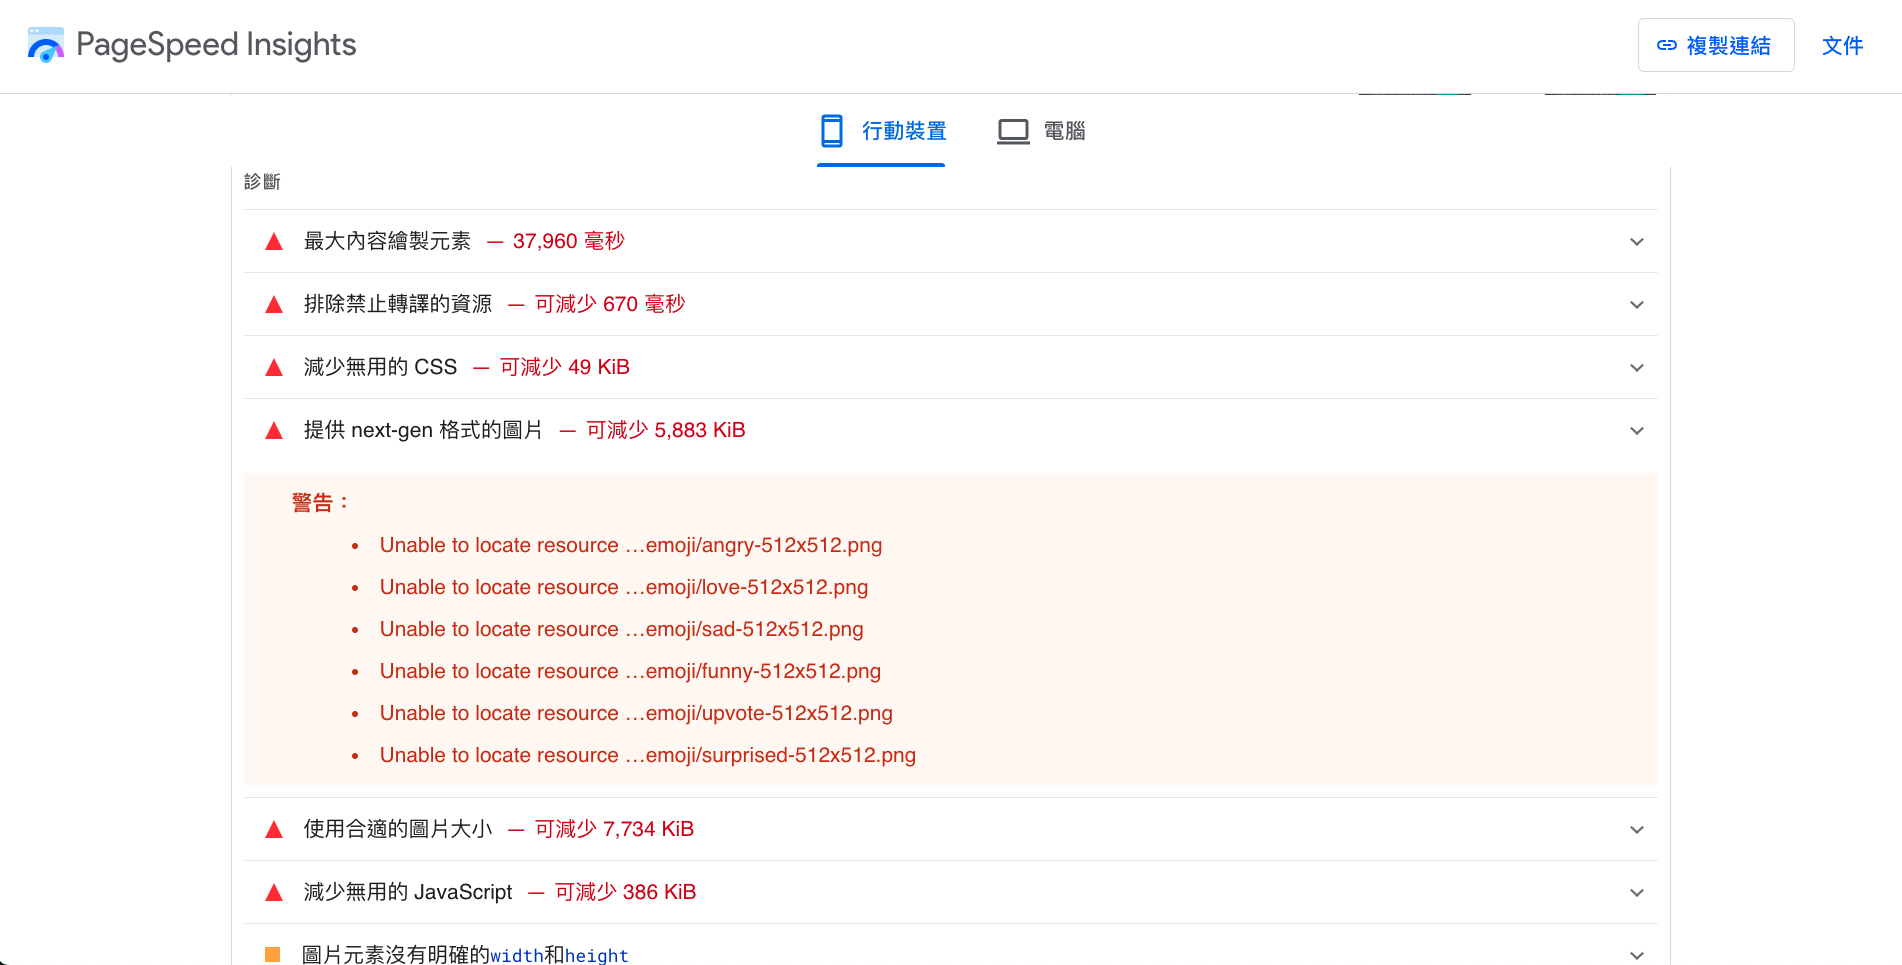 PageSpeed Insights
複製連結
文件
行動裝置
電腦
診斷
最大內容繪製元素 — 37,960 毫秒
排除禁止轉譯的資源 — 可減少 670 毫秒
減少無用的 CSS — 可減少 49 KiB
提供 next-gen 格式的圖片 — 可減少 5,883 KiB
警告：
• Unable to locate resource …emoji/angry-512x512.png
• Unable to locate resource …emoji/love-512x512.png
• Unable to locate resource …emoji/sad-512x512.png
• Unable to locate resource …emoji/funny-512x512.png
• Unable to locate resource …emoji/upvote-512x512.png
• Unable to locate resource …emoji/surprised-512x512.png
使用合適的圖片大小 — 可減少 7,734 KiB
減少無用的 JavaScript — 可減少 386 KiB
圖片元素沒有明確的width和height